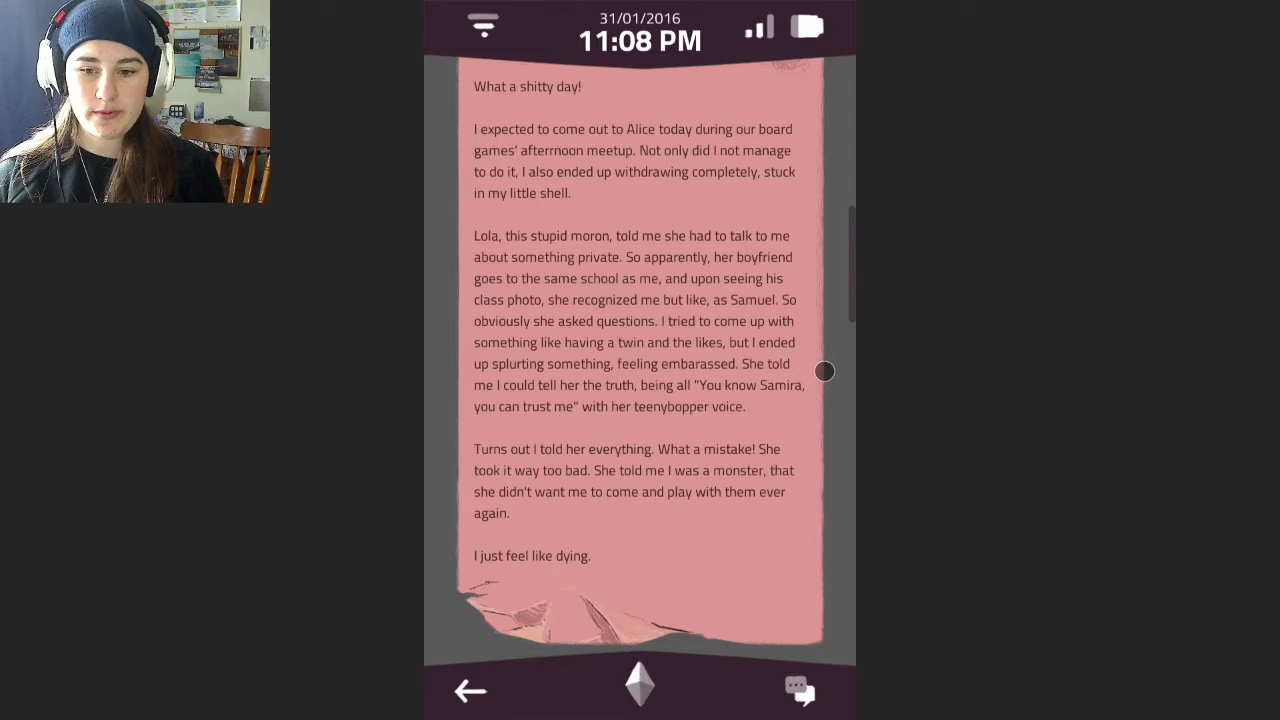 31/01/2016
11:08 PM
What a shitty day!
I expected to come out to Alice today during our board
games' afterrnoon meetup. Not only did I not manage
to do it, I also ended up withdrawing completely, stuck
in my little shell.
Lola, this stupid moron, told me she had to talk to me
about something private. So apparently, her boyfriend
goes to the same school as me, and upon seeing his
class photo, she recognized me but like, as Samuel. So
obviously she asked questions. I tried to come up with
something like having a twin and the likes, but I ended
up splurting something, feeling embarassed. She told
me I could tell her the truth, being all "You know Samira,
you can trust me" with her teenybopper voice.
Turns out I told her everything. What a mistake! She
took it way too bad. She told me I was a monster, that
she didn't want me to come and play with them ever
again.
I just feel like dying.